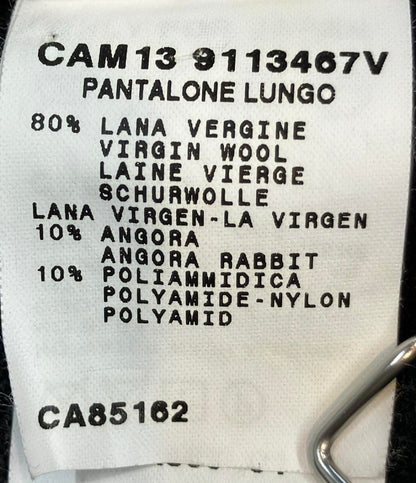 CAM13 9113467V
PANTALONE LUNGO
80% LANA VERGINE
VIRGIN WOOL
LAINE VIERGE
SCHURWOLLE
LANA VIRGEN-LA VIRGEN
10% ANGORA
ANGORA RABBIT
10% POLIAMMIDICA
POLYAMIDE-NYLON
POLYAMID
CA85162